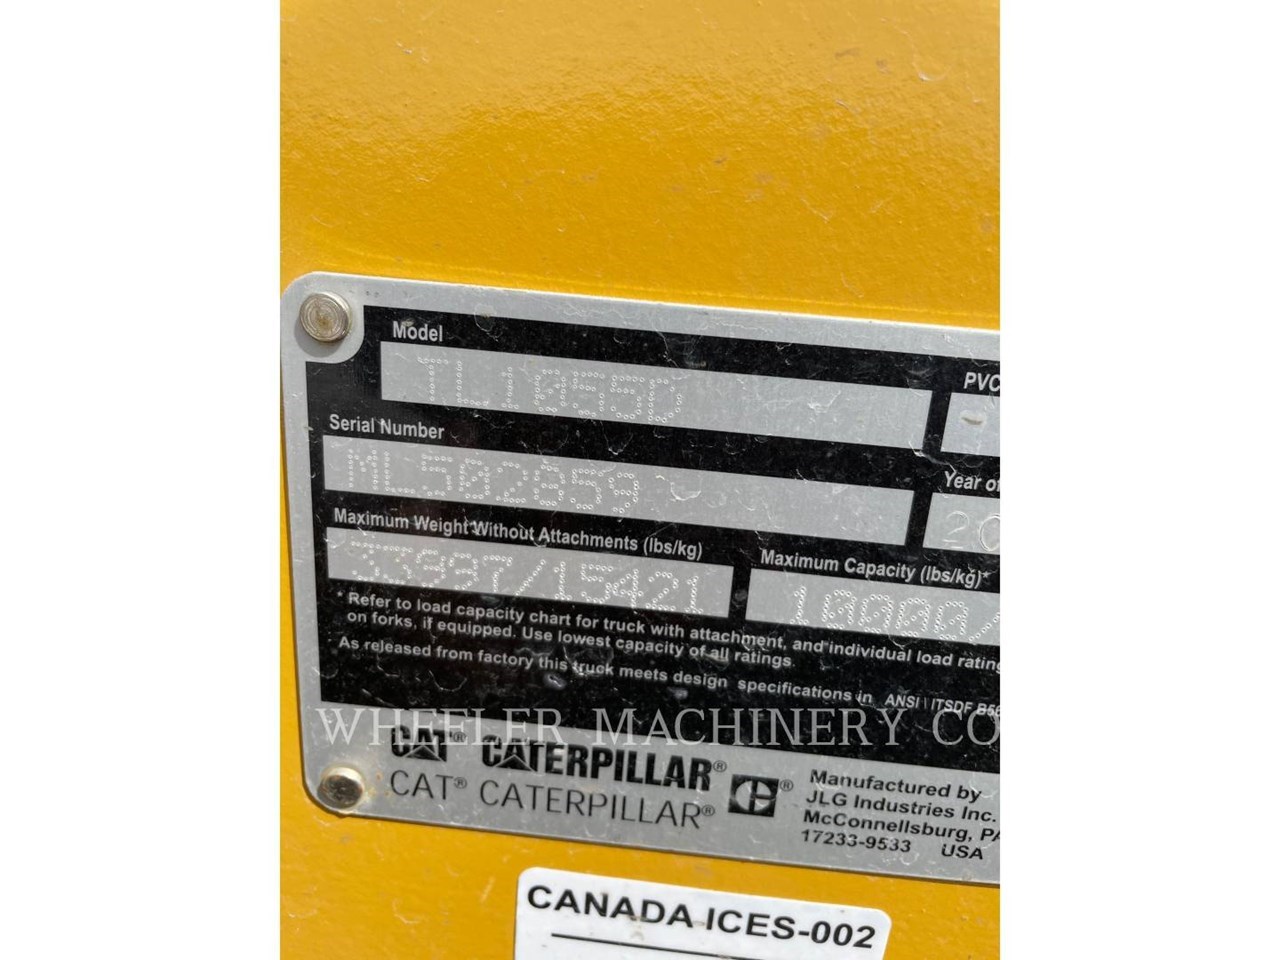 Model
TL1055D
PVC
Serial Number
ML502859
Year of
20
Maximum Weight Without Attachments (lbs/kg)
33997/15421
Maximum Capacity (lbs/kg)*
10000/
* Refer to load capacity chart for truck with attachment, and individual load rating
on forks, if equipped. Use lowest capacity of all ratings.
As released from factory this truck meets design specifications in ANSI \ ITSDF B56
WHEELER MACHINERY CO
CAT® CATERPILLAR®
CAT® CATERPILLAR®
Manufactured by
JLG Industries Inc.
McConnellsburg, PA
17233-9533 USA
CANADA ICES-002